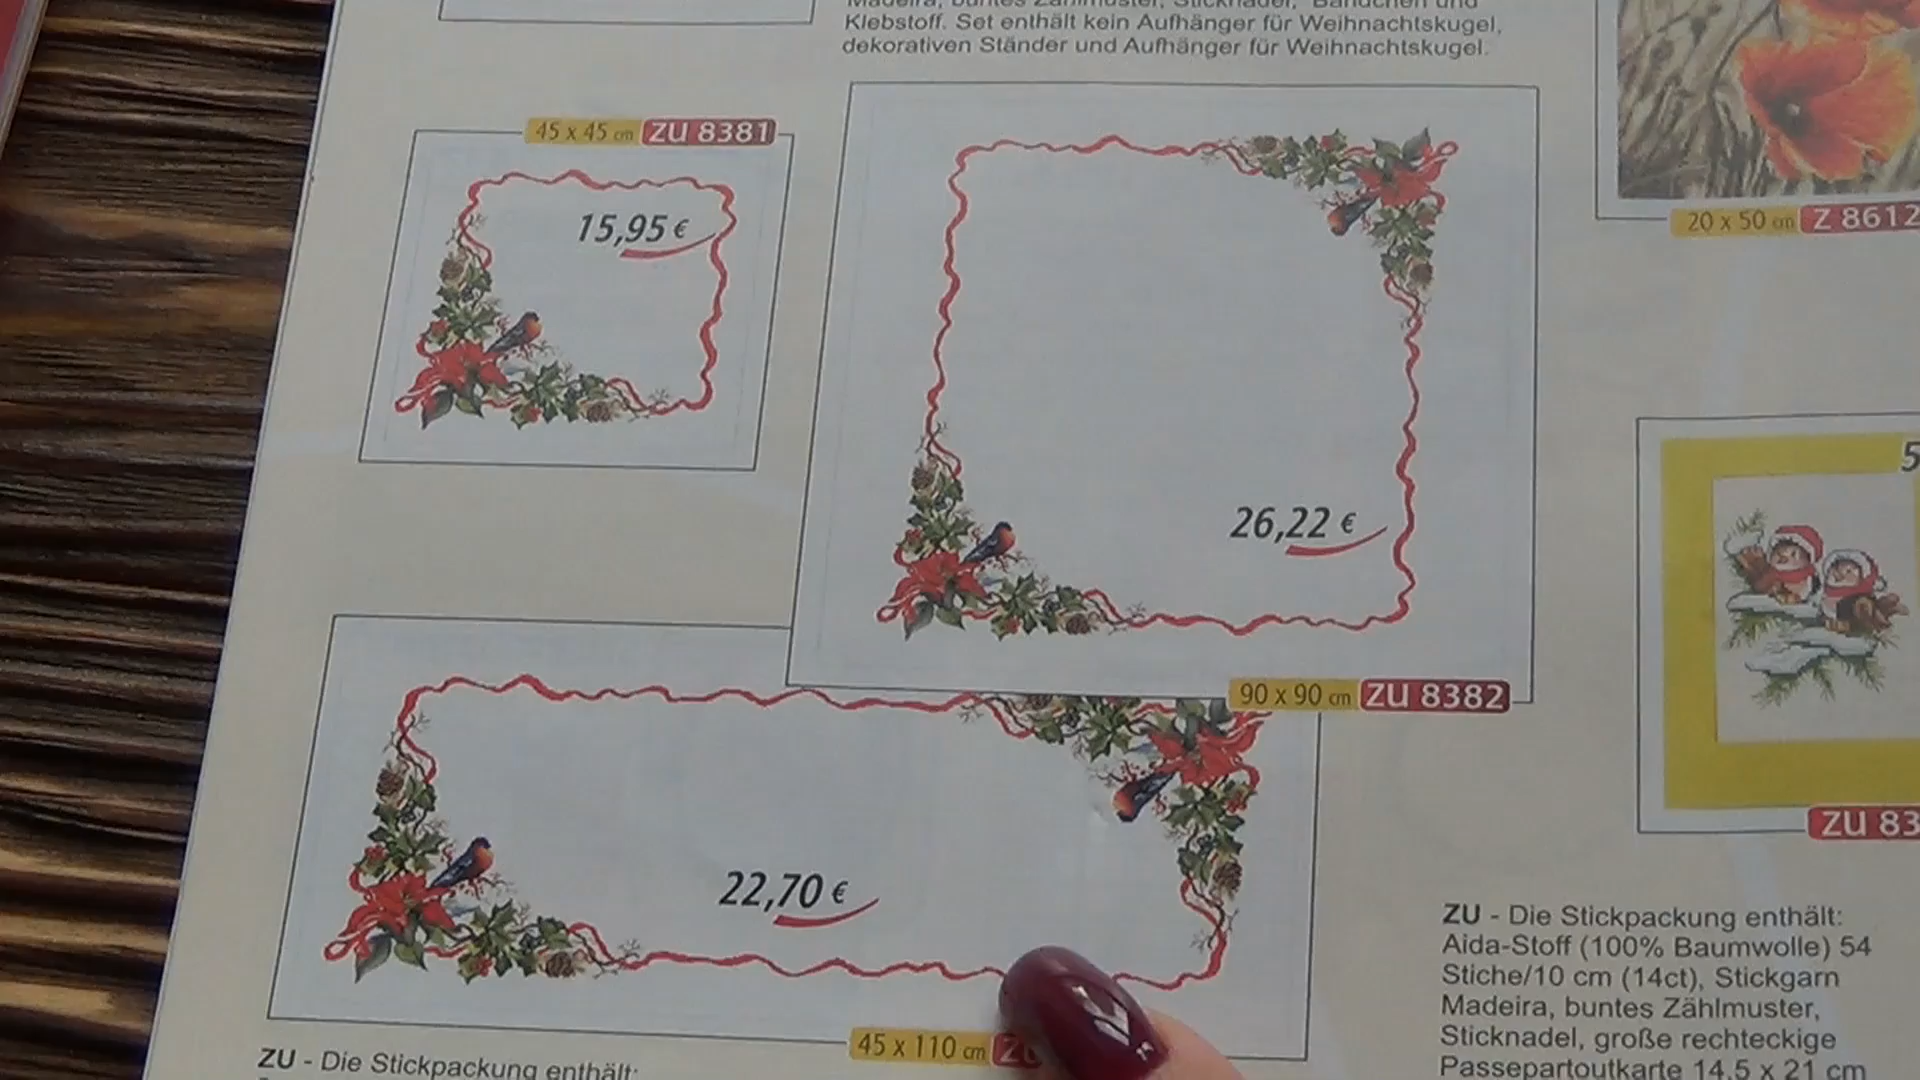 Klebstoff. Set enthält kein Aufhänger für Weihnachtskugel,
dekorativen Ständer und Aufhänger für Weihnachtskugel.
45 x 45 cm ZU 8381
15,95 €
26,22 €
20 x 50 cm Z 8612
90 x 90 cm ZU 8382
5
ZU 83
22,70 €
45 x 110 cm
ZU - Die Stickpackung enthält:
ZU - Die Stickpackung enthält:
Aida-Stoff (100% Baumwolle) 54
Stiche/10 cm (14ct), Stickgarn
Madeira, buntes Zählmuster,
Sticknadel, große rechteckige
Passepartoutkarte 14,5 x 21 cm